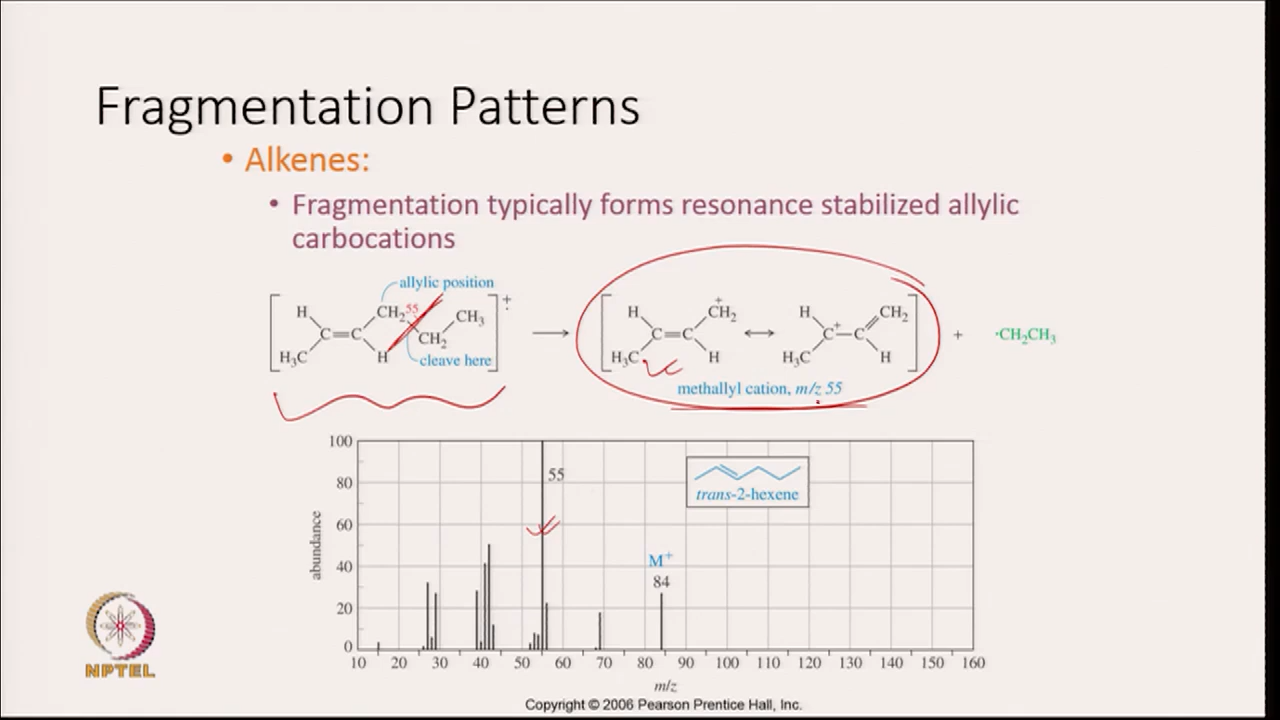 Fragmentation Patterns
• Alkenes:
• Fragmentation typically forms resonance stabilized allylic
carbocations
allylic position
H CH₂ 55 CH₃
C=C
H₃C H CH₂
cleave here
+·
H +CH₂
C=C
H₃C H
H CH₂
C+—C
H₃C H
+ ·CH₂CH₃
methallyl cation, m/z 55
100
80
60
40
20
0
abundance
55
trans-2-hexene
M+
84
10 20 30 40 50 60 70 80 90 100 110 120 130 140 150 160
m/z
NPTEL
Copyright © 2006 Pearson Prentice Hall, Inc.